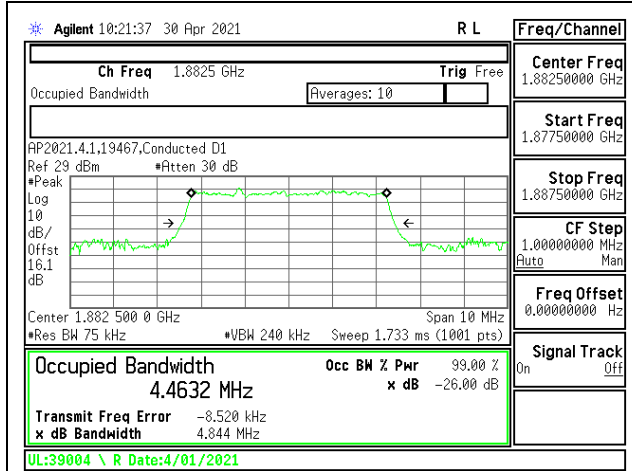 Agilent 10:21:37 30 Apr 2021 R L
Freq/Channel
Ch Freq 1.8825 GHz Trig Free
Occupied Bandwidth Averages: 10
AP2021.4.1,19467,Conducted D1
Ref 29 dBm #Atten 30 dB
#Peak
Log
10
dB/
Offst
16.1
dB
Center 1.882 500 0 GHz Span 10 MHz
#Res BW 75 kHz #VBW 240 kHz Sweep 1.733 ms (1001 pts)
Occupied Bandwidth Occ BW % Pwr 99.00 %
4.4632 MHz x dB -26.00 dB
Transmit Freq Error -8.520 kHz
x dB Bandwidth 4.844 MHz
UL:39004 \ R Date:4/01/2021
Center Freq
1.88250000 GHz
Start Freq
1.87750000 GHz
Stop Freq
1.88750000 GHz
CF Step
1.00000000 MHz
Auto Man
Freq Offset
0.00000000 Hz
Signal Track
On Off